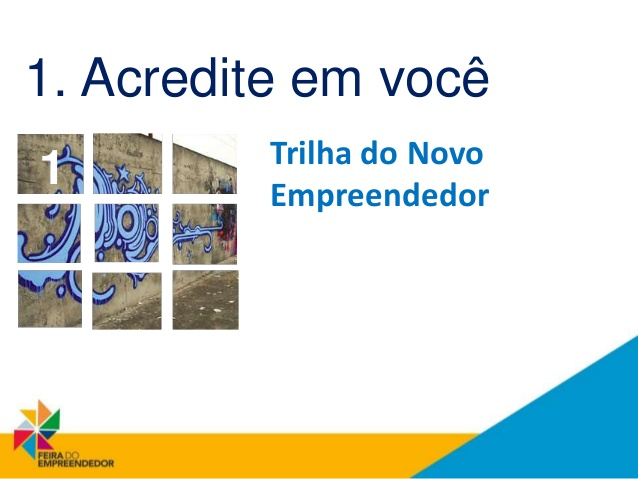 1. Acredite em você
1
Trilha do Novo
Empreendedor
FEIRA DO
EMPREENDEDOR